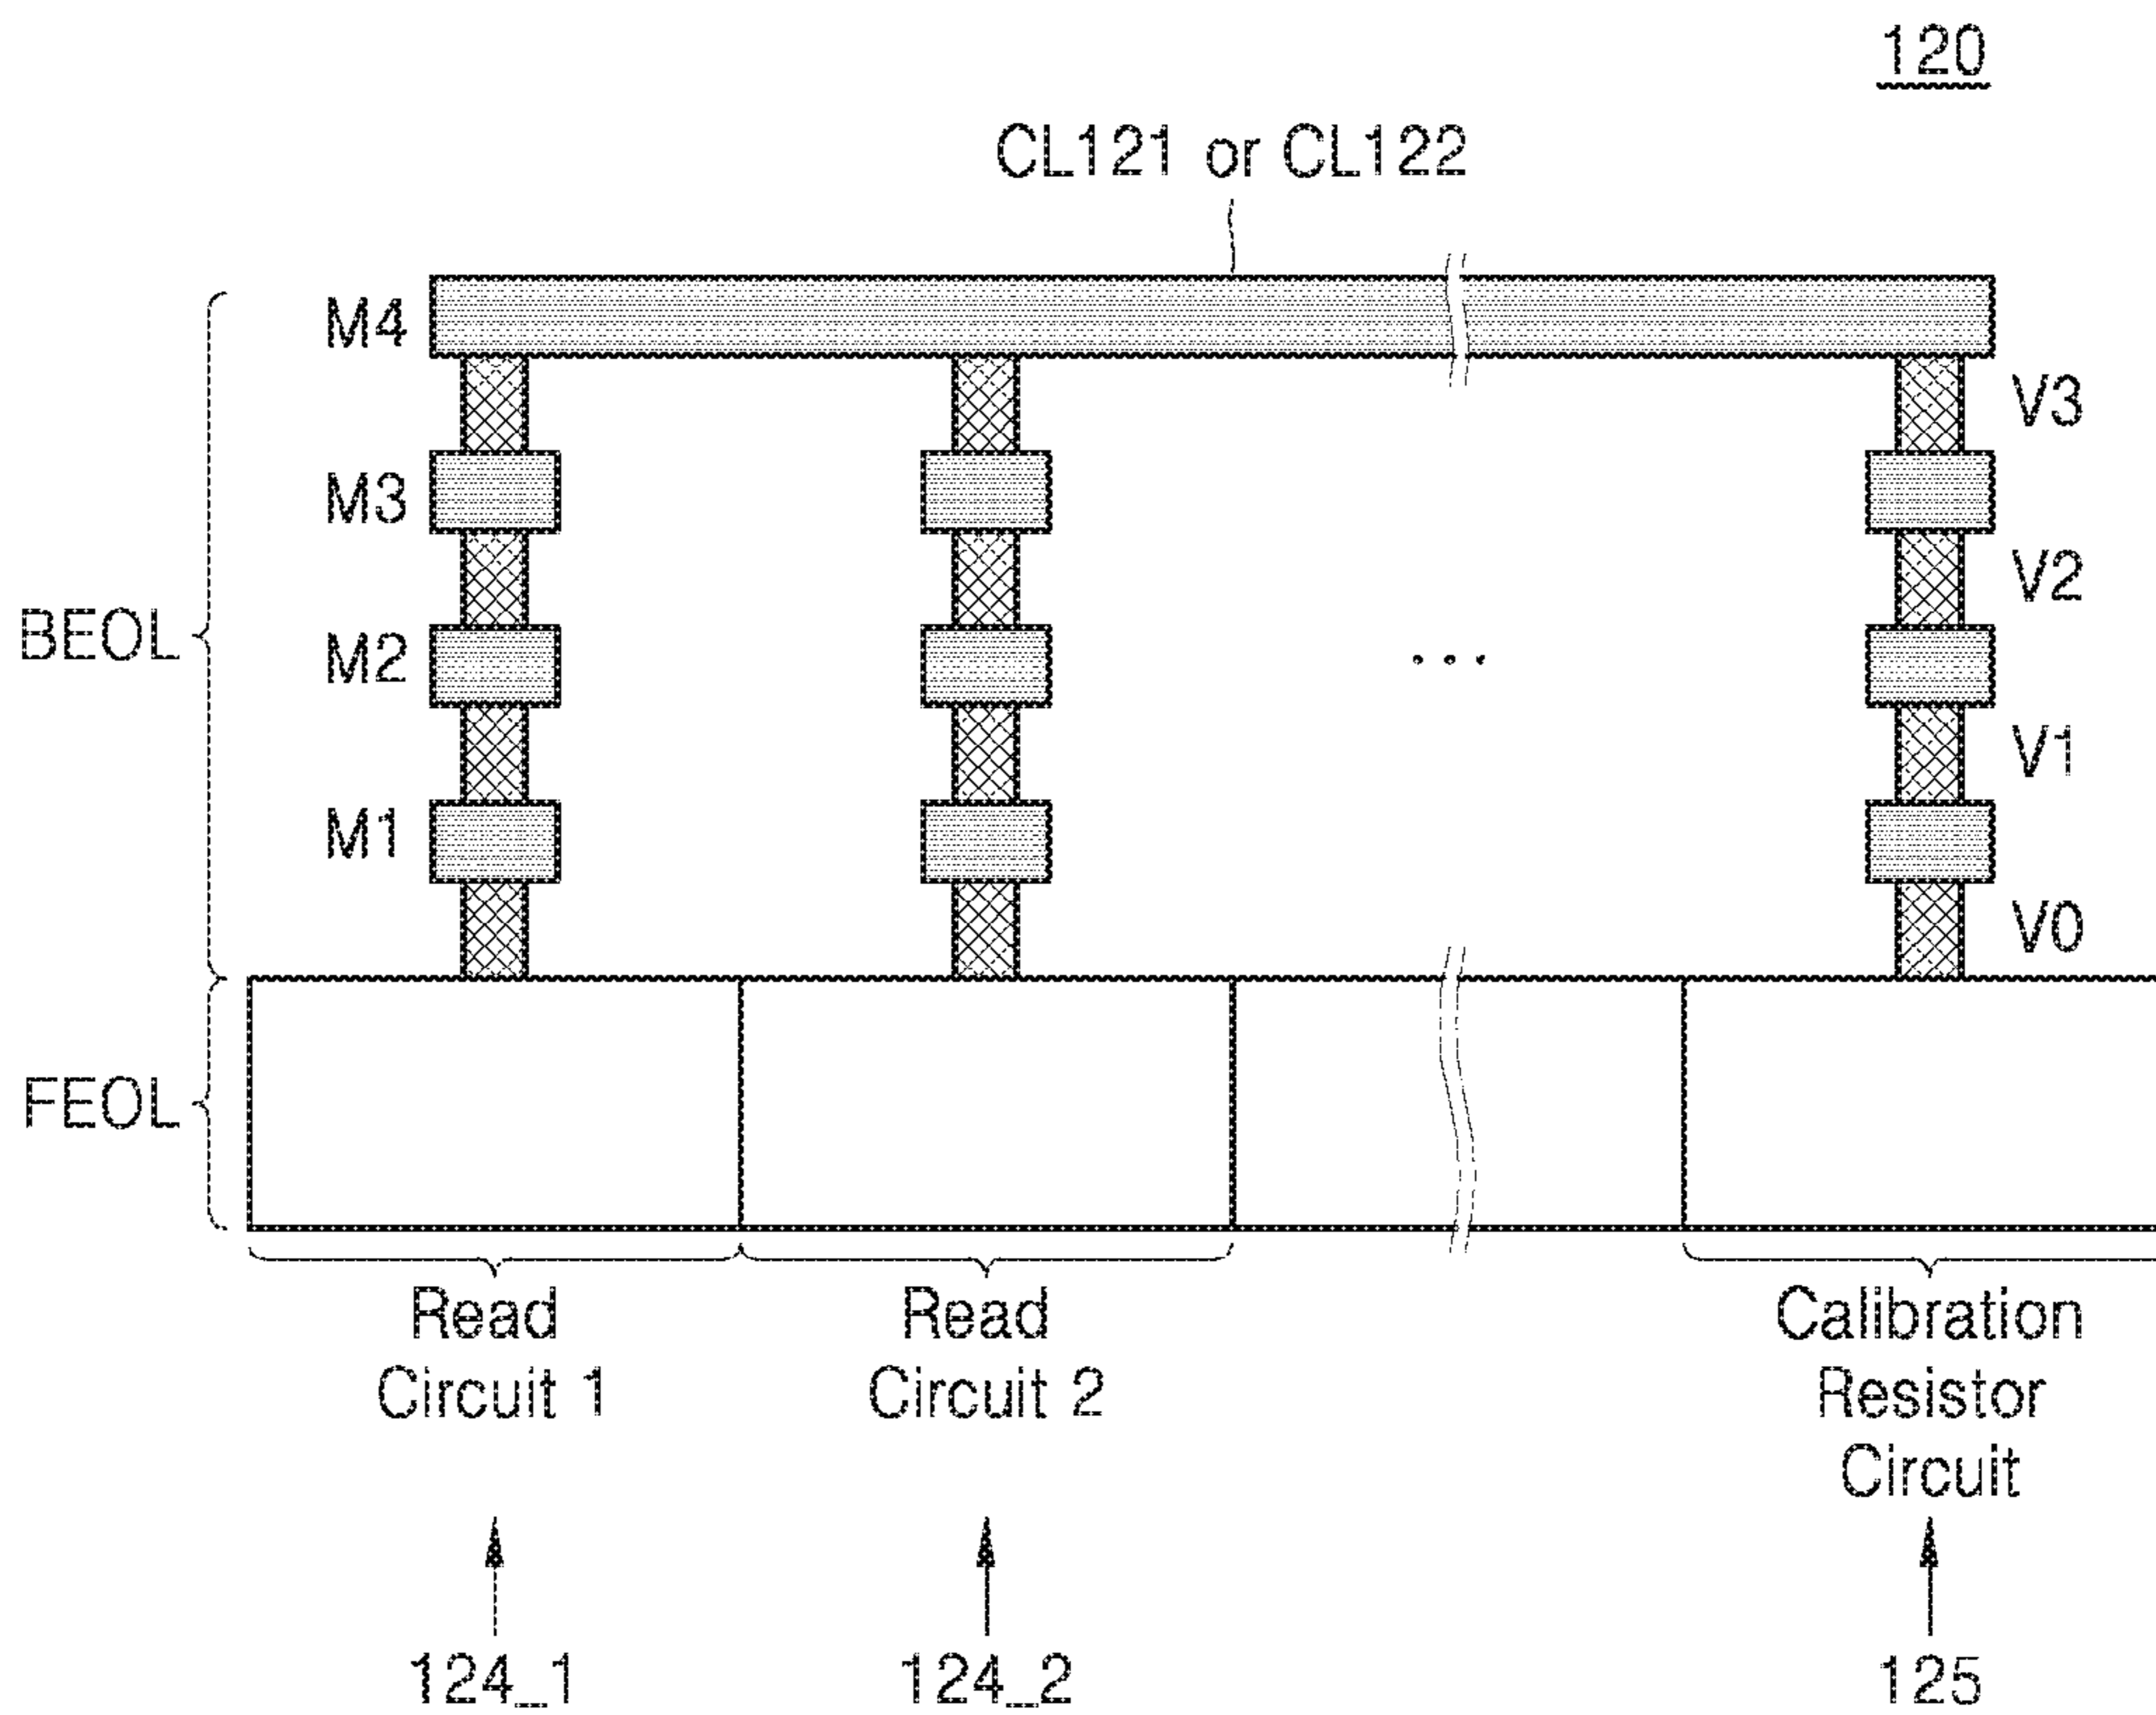 120
CL121 or CL122
M4
V3
M3
V2
BEOL
M2
V1
M1
V0
FEOL
Read
Circuit 1
Read
Circuit 2
Calibration
Resistor
Circuit
124_1
124_2
125